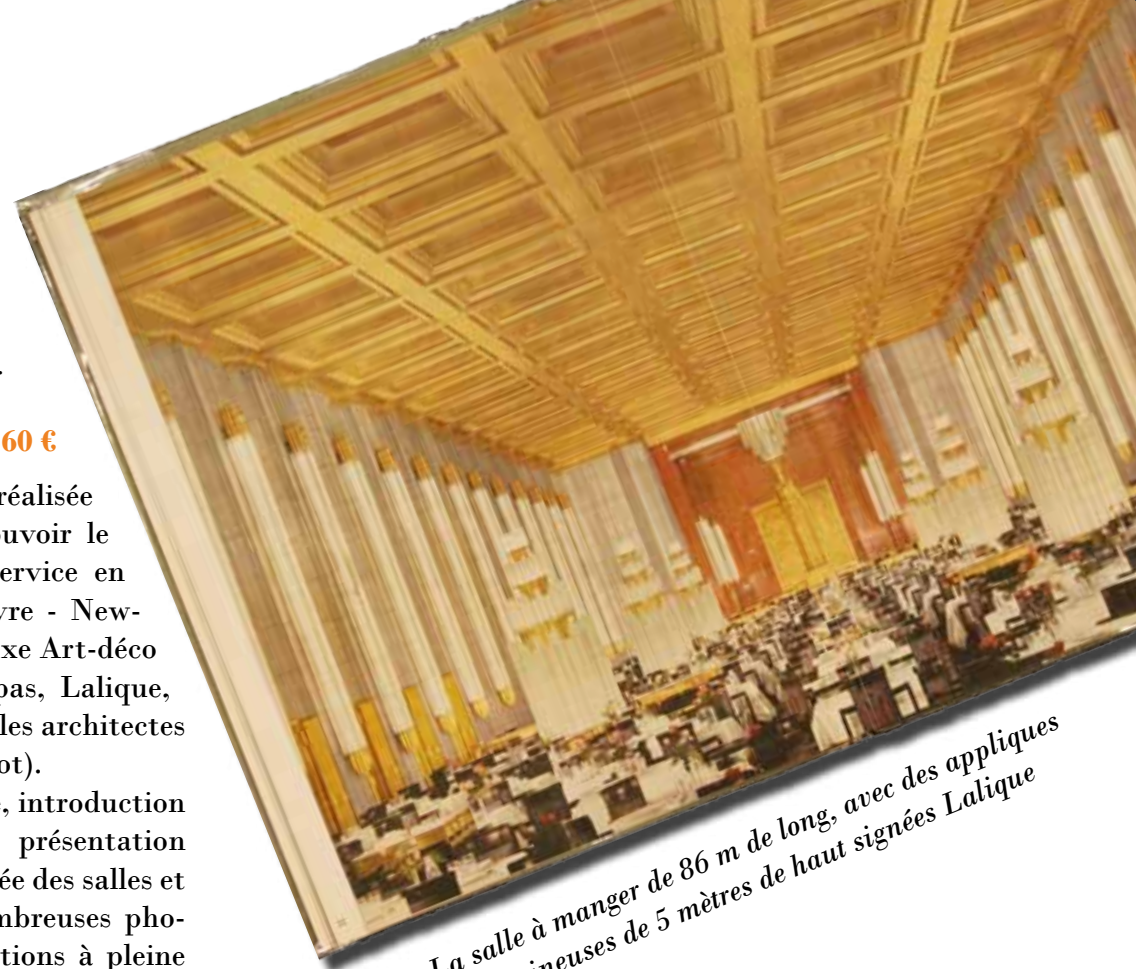 .
60 €
réalisée
uvoir le
ervice en
vre - New-
xe Art-déco
pas, Lalique,
les architectes
ot).
, introduction
présentation
ée des salles et
mbreuses pho-
tions à pleine
La salle à manger de 86 m de long, avec des appliques
ineuses de 5 mètres de haut signées Lalique